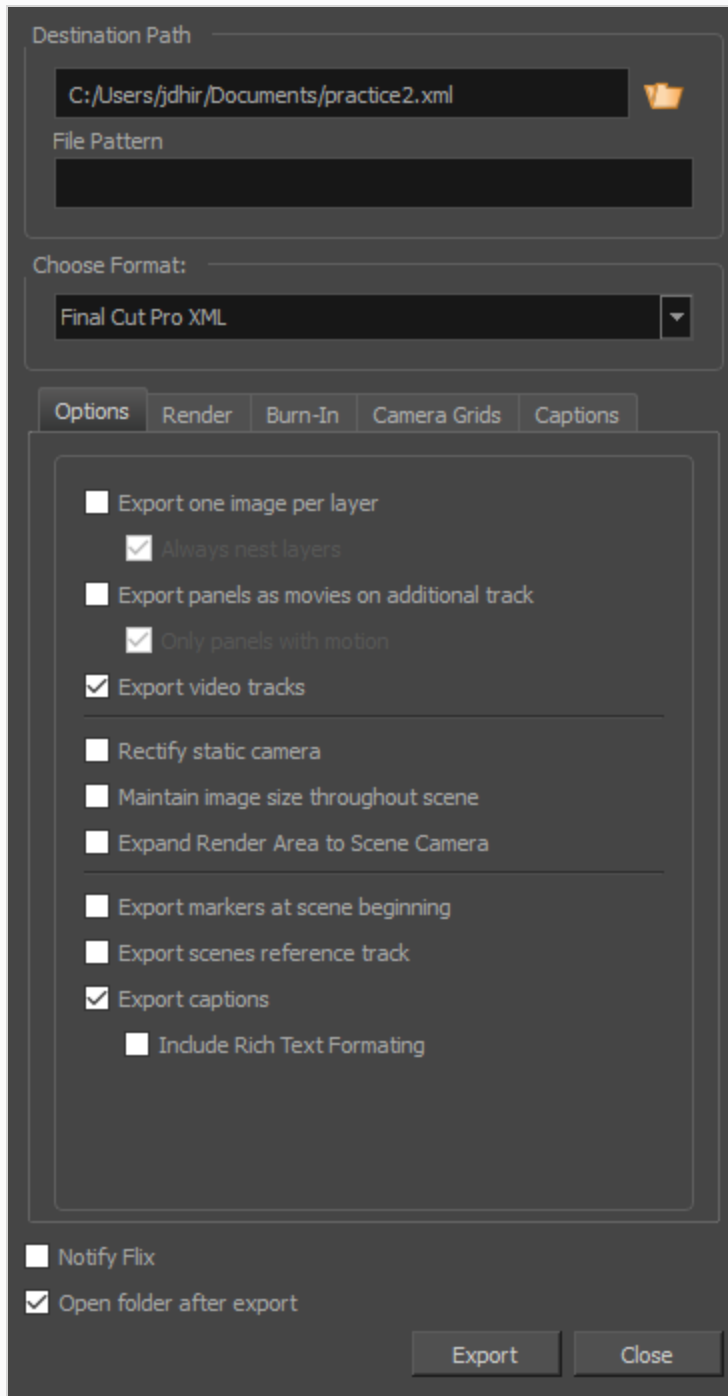 Destination Path
C:/Users/jdhir/Documents/practice2.xml
File Pattern
Choose Format:
Final Cut Pro XML
Options Render Burn-In Camera Grids Captions
Export one image per layer
Always nest layers
Export panels as movies on additional track
Only panels with motion
Export video tracks
Rectify static camera
Maintain image size throughout scene
Expand Render Area to Scene Camera
Export markers at scene beginning
Export scenes reference track
Export captions
Include Rich Text Formating
Notify Flix
Open folder after export
Export Close